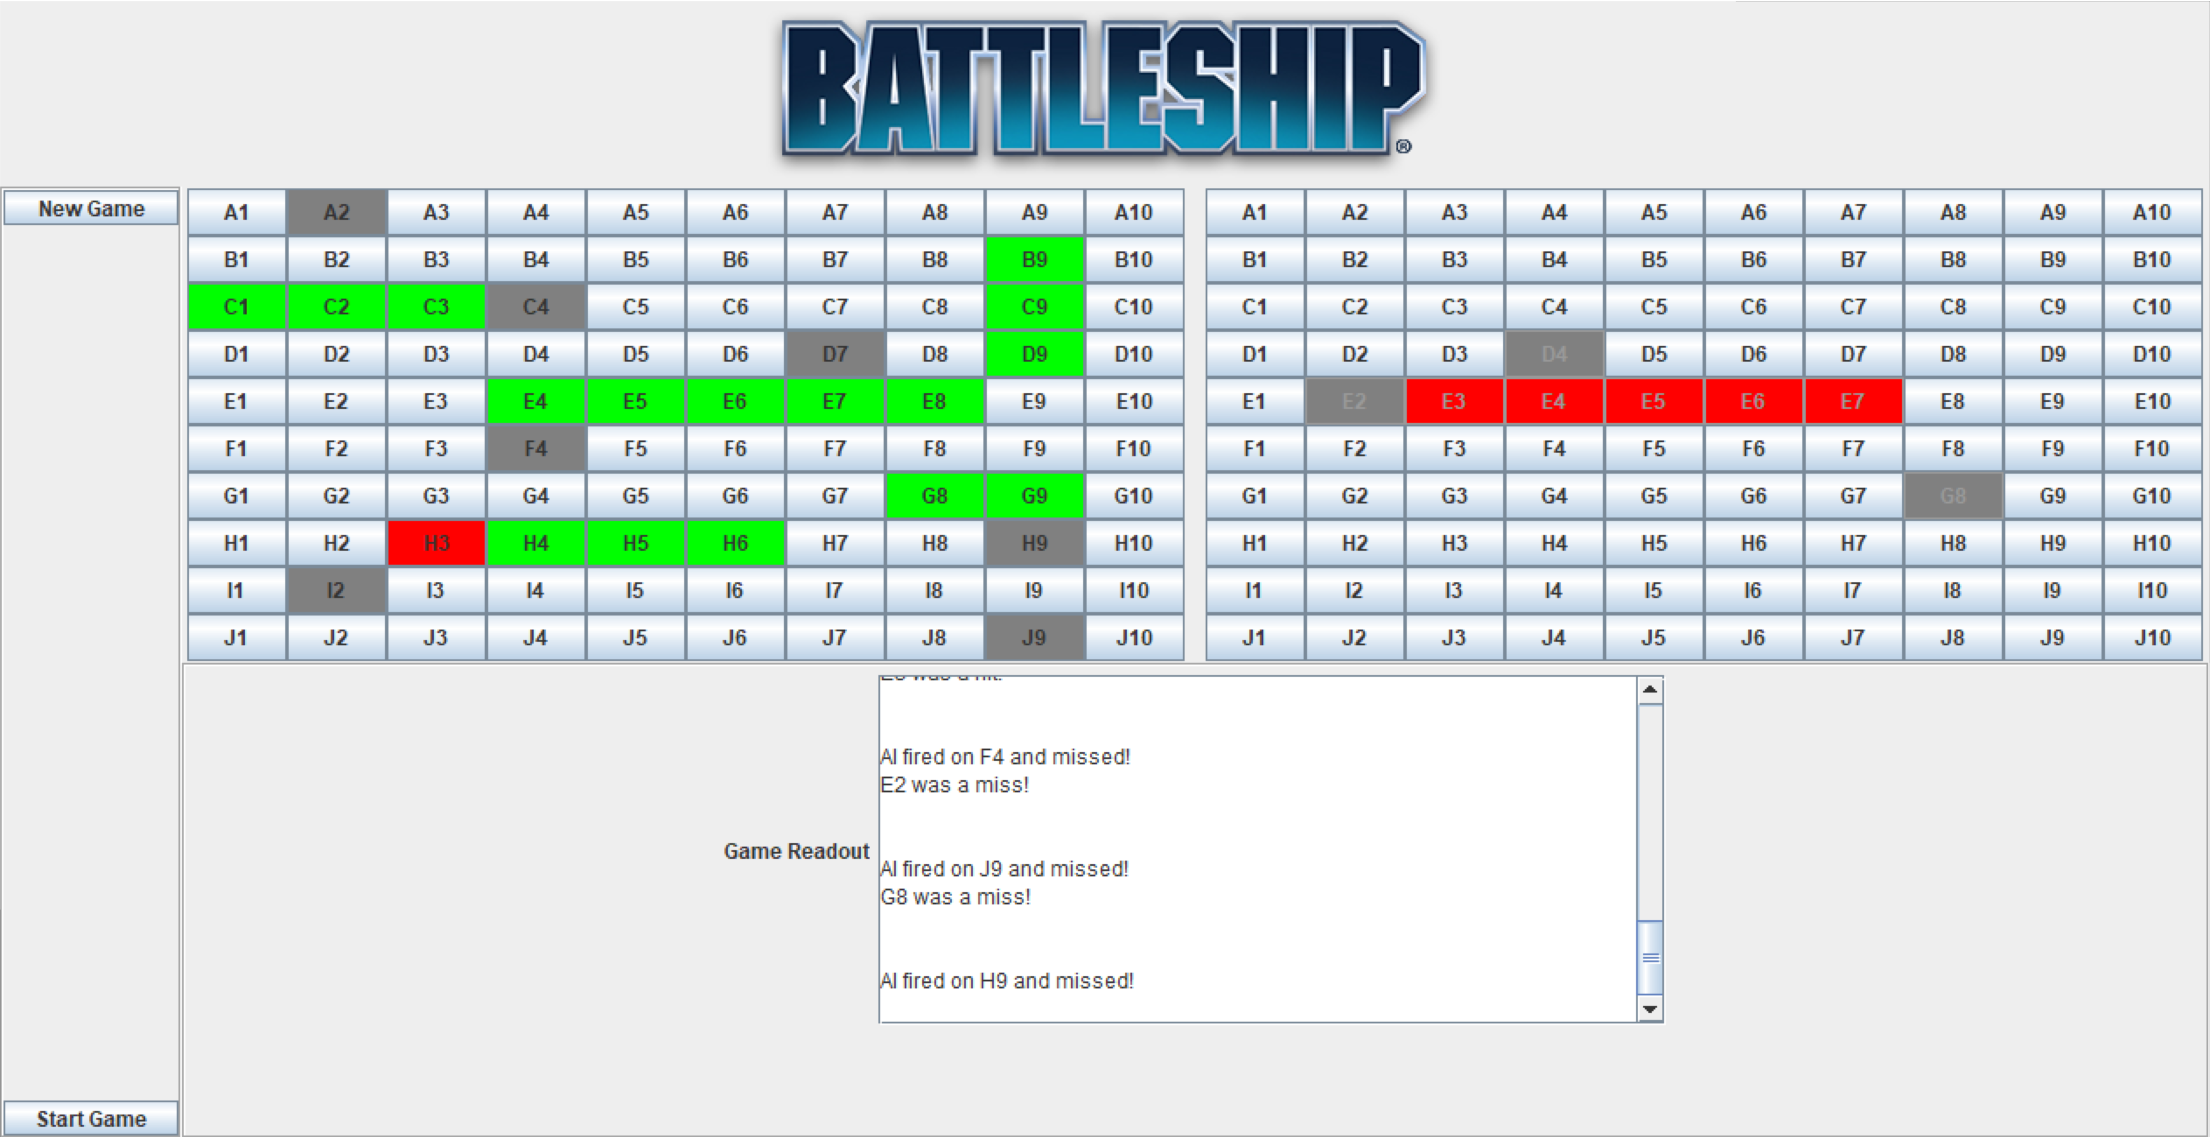 BATTLESHIP®
New Game
A1 A2 A3 A4 A5 A6 A7 A8 A9 A10
B1 B2 B3 B4 B5 B6 B7 B8 B9 B10
C1 C2 C3 C4 C5 C6 C7 C8 C9 C10
D1 D2 D3 D4 D5 D6 D7 D8 D9 D10
E1 E2 E3 E4 E5 E6 E7 E8 E9 E10
F1 F2 F3 F4 F5 F6 F7 F8 F9 F10
G1 G2 G3 G4 G5 G6 G7 G8 G9 G10
H1 H2 H3 H4 H5 H6 H7 H8 H9 H10
I1 I2 I3 I4 I5 I6 I7 I8 I9 I10
J1 J2 J3 J4 J5 J6 J7 J8 J9 J10
A1 A2 A3 A4 A5 A6 A7 A8 A9 A10
B1 B2 B3 B4 B5 B6 B7 B8 B9 B10
C1 C2 C3 C4 C5 C6 C7 C8 C9 C10
D1 D2 D3 D4 D5 D6 D7 D8 D9 D10
E1 E2 E3 E4 E5 E6 E7 E8 E9 E10
F1 F2 F3 F4 F5 F6 F7 F8 F9 F10
G1 G2 G3 G4 G5 G6 G7 G8 G9 G10
H1 H2 H3 H4 H5 H6 H7 H8 H9 H10
I1 I2 I3 I4 I5 I6 I7 I8 I9 I10
J1 J2 J3 J4 J5 J6 J7 J8 J9 J10
was a hit!
AI fired on F4 and missed!
E2 was a miss!
Game Readout
AI fired on J9 and missed!
G8 was a miss!
AI fired on H9 and missed!
Start Game